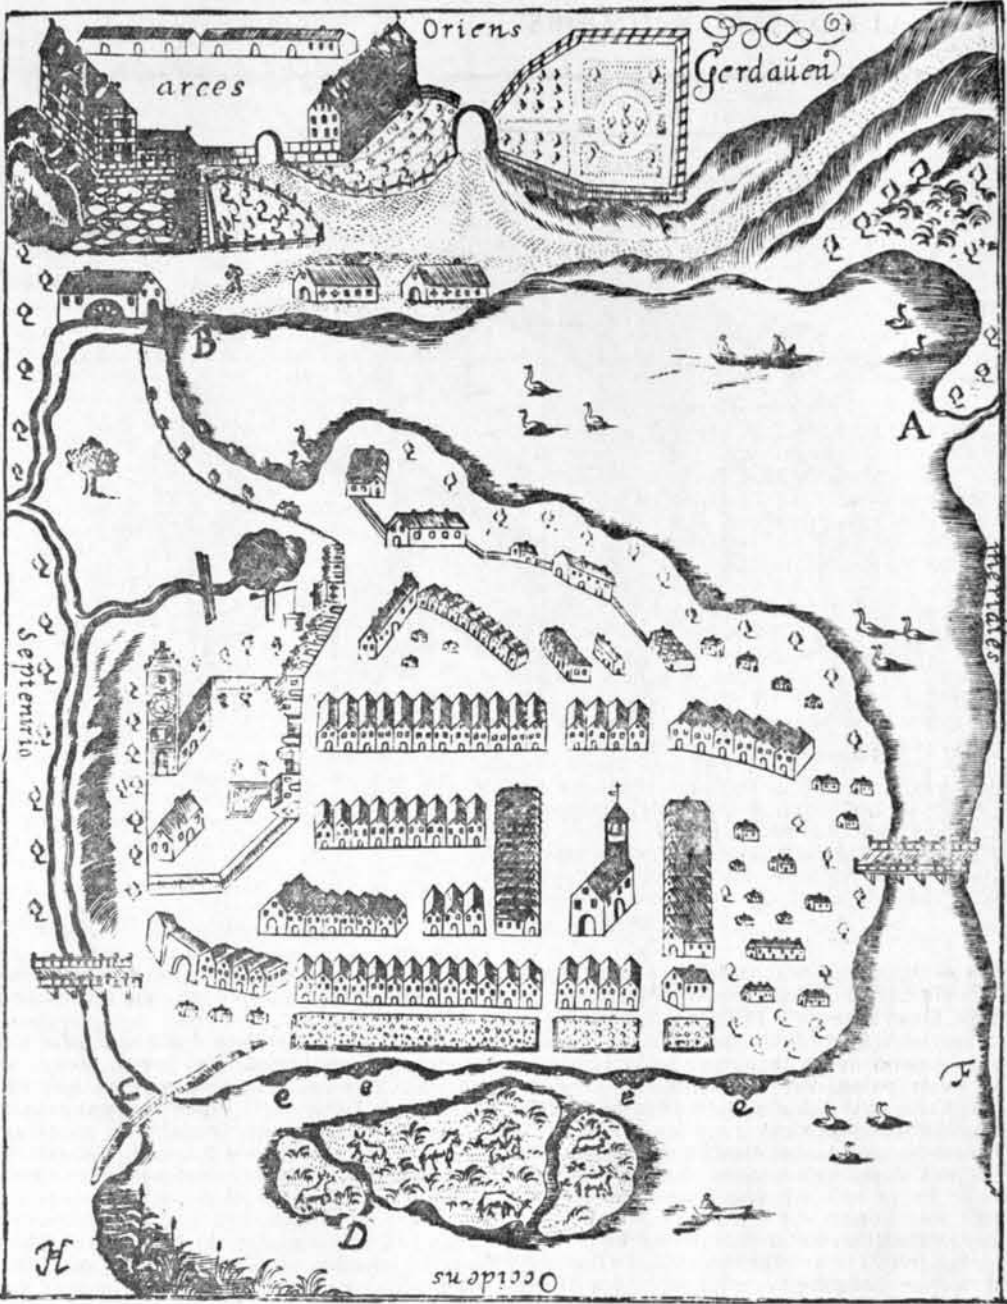 Oriens
Gerdaüen
arces
B
A
Meridies
Septentrio
C
e
e
e
e
F
D
H
Occidens